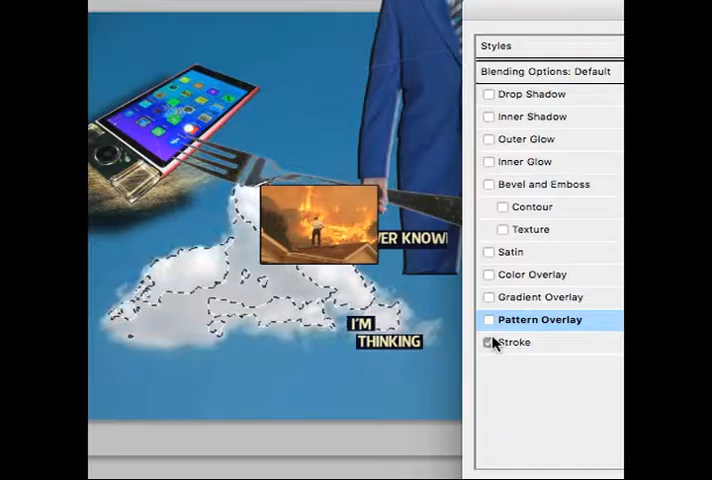 Styles
Blending Options: Default
Drop Shadow
Inner Shadow
Outer Glow
Inner Glow
Bevel and Emboss
Contour
Texture
Satin
Color Overlay
Gradient Overlay
Pattern Overlay
Stroke
VER KNOW
I'M
THINKING